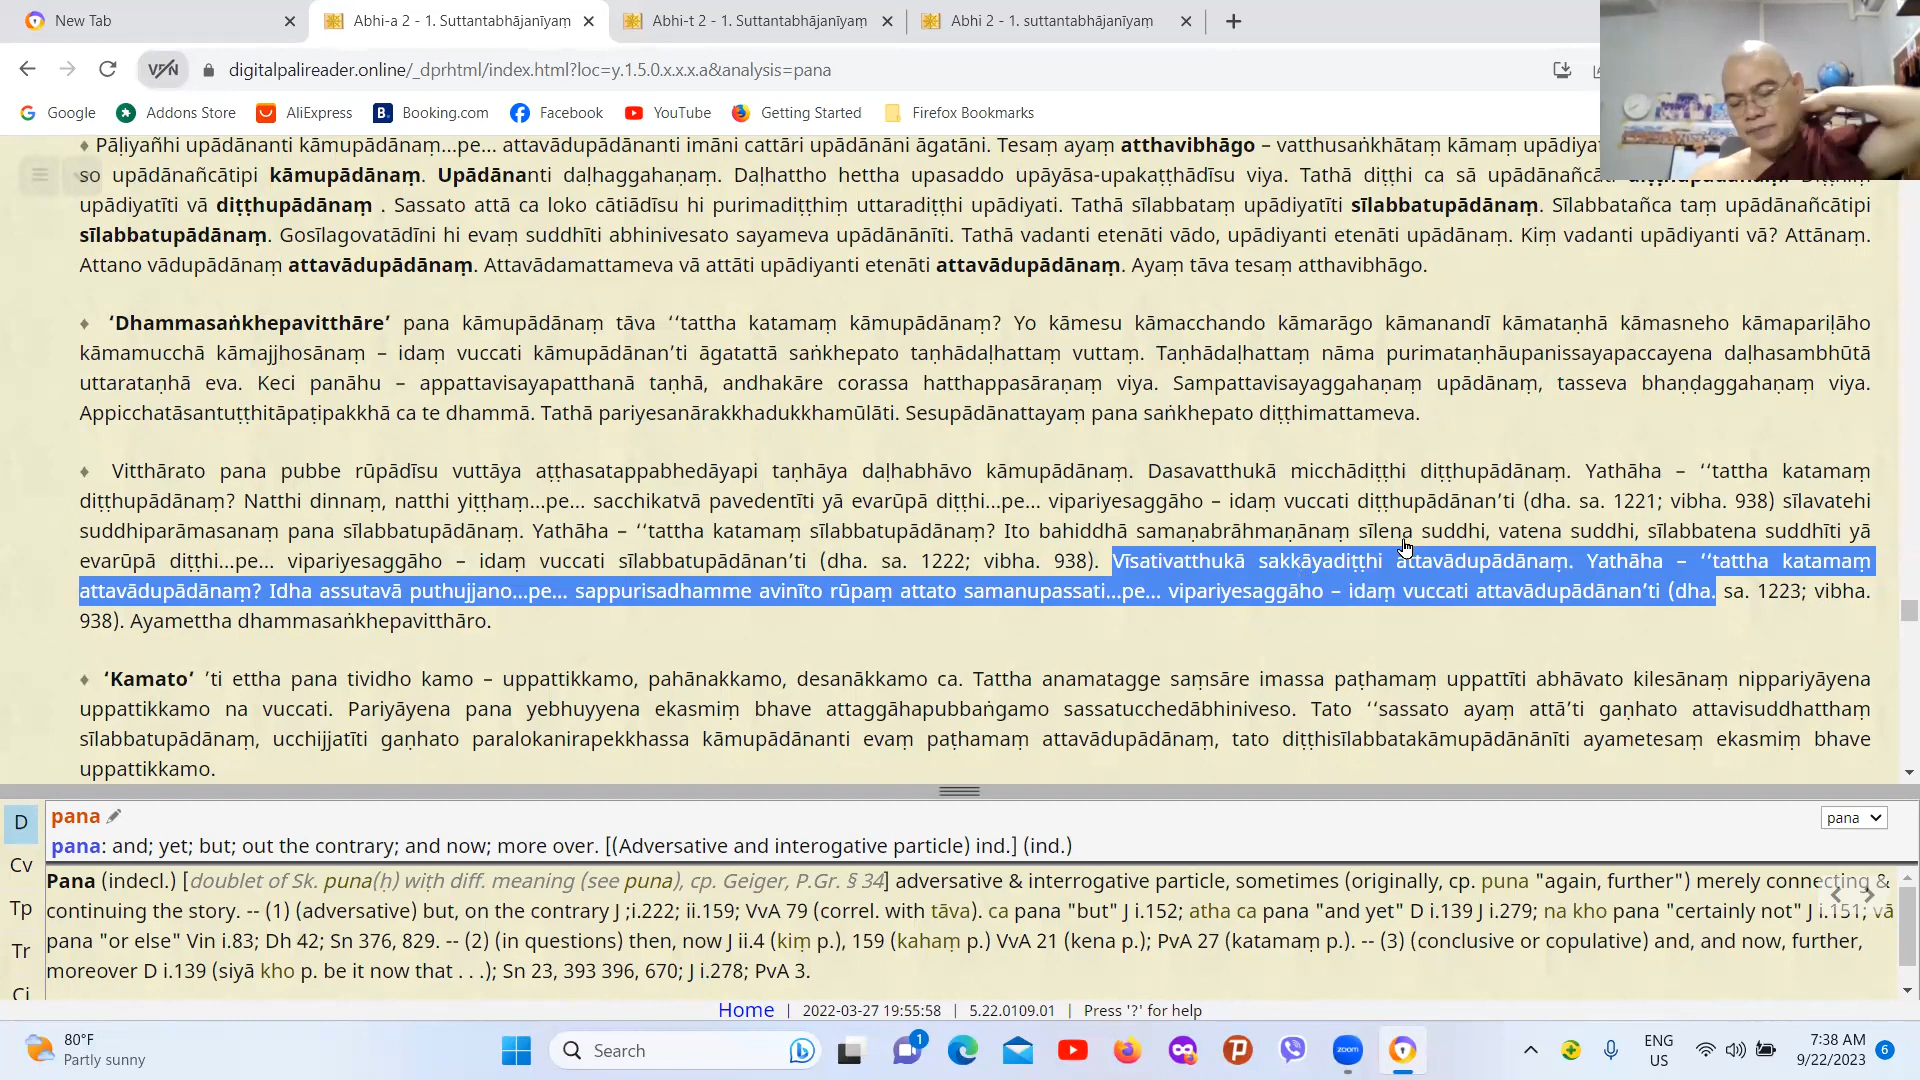 New Tab
Abhi-a 2 - 1. Suttantabhājanīyaṃ
Abhi-t 2 - 1. Suttantabhājanīyaṃ
Abhi 2 - 1. suttantabhājanīyaṃ
VPN
digitalpalireader.online/_dprhtml/index.html?loc=y.1.5.0.x.x.x.a&analysis=pana
Google Addons Store AliExpress Booking.com Facebook YouTube Getting Started Firefox Bookmarks
♦ Pāḷiyañhi upādānanti kāmupādānaṃ…pe… attavādupādānanti imāni cattāri upādānāni āgatāni. Tesaṃ ayaṃ atthavibhāgo – vatthusaṅkhātaṃ kāmaṃ upādiya
so upādānañcātipi kāmupādānaṃ. Upādānanti daḷhaggahaṇaṃ. Daḷhattho hettha upasaddo upāyāsa-upakaṭṭhādīsu viya. Tathā diṭṭhi ca sā upādānañcāti
upādiyatīti vā diṭṭhupādānaṃ . Sassato attā ca loko cātiādīsu hi purimadiṭṭhiṃ uttaradiṭṭhi upādiyati. Tathā sīlabbataṃ upādiyatīti sīlabbatupādānaṃ. Sīlabbatañca taṃ upādānañcātipi
sīlabbatupādānaṃ. Gosīlagovatādīni hi evaṃ suddhīti abhinivesato sayameva upādānānīti. Tathā vadanti etenāti vādo, upādiyanti etenāti upādānaṃ. Kiṃ vadanti upādiyanti vā? Attānaṃ.
Attano vādupādānaṃ attavādupādānaṃ. Attavādamattameva vā attāti upādiyanti etenāti attavādupādānaṃ. Ayaṃ tāva tesaṃ atthavibhāgo.
♦ ‘Dhammasaṅkhepavitthāre’ pana kāmupādānaṃ tāva ‘‘tattha katamaṃ kāmupādānaṃ? Yo kāmesu kāmacchando kāmarāgo kāmanandī kāmataṇhā kāmasneho kāmapariḷāho
kāmamucchā kāmajjhosānaṃ – idaṃ vuccati kāmupādānan’ti āgatattā saṅkhepato taṇhādaḷhattaṃ vuttaṃ. Taṇhādaḷhattaṃ nāma purimataṇhāupanissayapaccayena daḷhasambhūtā
uttarataṇhā eva. Keci panāhu – appattavisayapatthanā taṇhā, andhakāre corassa hatthappasāraṇaṃ viya. Sampattavisayaggahaṇaṃ upādānaṃ, tasseva bhaṇḍaggahaṇaṃ viya.
Appicchatāsantuṭṭhitāpaṭipakkhā ca te dhammā. Tathā pariyesanārakkhadukkhamūlāti. Sesupādānattayaṃ pana saṅkhepato diṭṭhimattameva.
♦ Vitthārato pana pubbe rūpādīsu vuttāya aṭṭhasatappabhedāyapi taṇhāya daḷhabhāvo kāmupādānaṃ. Dasavatthukā micchādiṭṭhi diṭṭhupādānaṃ. Yathāha – ‘‘tattha katamaṃ
diṭṭhupādānaṃ? Natthi dinnaṃ, natthi yiṭṭhaṃ…pe… sacchikatvā pavedentīti yā evarūpā diṭṭhi…pe… vipariyesaggāho – idaṃ vuccati diṭṭhupādānan’ti (dha. sa. 1221; vibha. 938) sīlavatehi
suddhiparāmasanaṃ pana sīlabbatupādānaṃ. Yathāha – ‘‘tattha katamaṃ sīlabbatupādānaṃ? Ito bahiddhā samaṇabrāhmaṇānaṃ sīlena suddhi, vatena suddhi, sīlabbatena suddhīti yā
evarūpā diṭṭhi…pe… vipariyesaggāho – idaṃ vuccati sīlabbatupādānan’ti (dha. sa. 1222; vibha. 938). Vīsativatthukā sakkāyadiṭṭhi attavādupādānaṃ. Yathāha – ‘‘tattha katamaṃ
attavādupādānaṃ? Idha assutavā puthujjano…pe… sappurisadhamme avinīto rūpaṃ attato samanupassati…pe… vipariyesaggāho – idaṃ vuccati attavādupādānan’ti (dha. sa. 1223; vibha.
938). Ayamettha dhammasaṅkhepavitthāro.
♦ ‘Kamato’ ’ti ettha pana tividho kamo – uppattikkamo, pahānakkamo, desanākkamo ca. Tattha anamatagge saṃsāre imassa paṭhamaṃ uppattīti abhāvato kilesānaṃ nippariyāyena
uppattikkamo na vuccati. Pariyāyena pana yebhuyyena ekasmiṃ bhave attaggāhapubbaṅgamo sassatucchedābhiniveso. Tato ‘‘sassato ayaṃ attā’ti gaṇhato attavisuddhatthaṃ
sīlabbatupādānaṃ, ucchijjatīti gaṇhato paralokanirapekkhassa kāmupādānanti evaṃ paṭhamaṃ attavādupādānaṃ, tato diṭṭhisīlabbatakāmupādānānīti ayametesaṃ ekasmiṃ bhave
uppattikkamo.
D
Cv
Tp
Tr
pana
pana
pana: and; yet; but; out the contrary; and now; more over. [(Adversative and interogative particle) ind.] (ind.)
Pana (indecl.) [doublet of Sk. puna(ḥ) with diff. meaning (see puna), cp. Geiger, P.Gr. § 34] adversative & interrogative particle, sometimes (originally, cp. puna "again, further") merely connecting &
continuing the story. -- (1) (adversative) but, on the contrary J ;i.222; ii.159; VvA 79 (correl. with tāva). ca pana "but" J i.152; atha ca pana "and yet" D i.139 J i.279; na kho pana "certainly not" J i.151; vā
pana "or else" Vin i.83; Dh 42; Sn 376, 829. -- (2) (in questions) then, now J ii.4 (kiṃ p.), 159 (kahaṃ p.) VvA 21 (kena p.); PvA 27 (katamaṃ p.). -- (3) (conclusive or copulative) and, and now, further,
moreover D i.139 (siyā kho p. be it now that . . .); Sn 23, 393 396, 670; J i.278; PvA 3.
Home | 2022-03-27 19:55:58 | 5.22.0109.01 | Press '?' for help
80°F
Partly sunny
Search
1
zoom
ENG
US
7:38 AM
9/22/2023
6